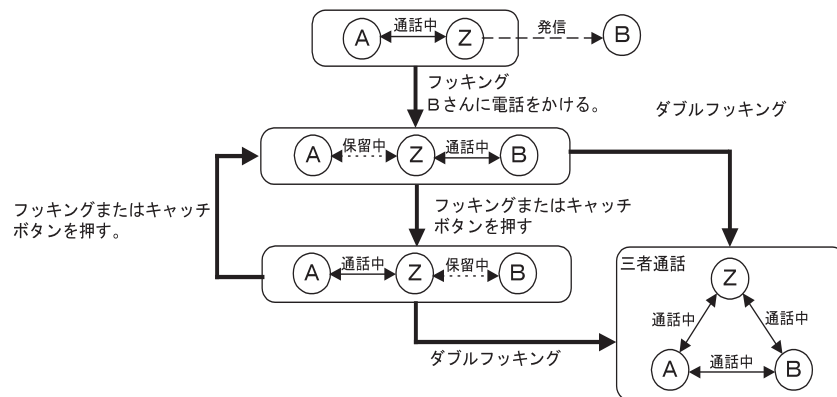 A
通話中
Z
発信
B
フッキング
Bさんに電話をかける。
ダブルフッキング
A
保留中
Z
通話中
B
フッキングまたはキャッチ
ボタンを押す。
フッキングまたはキャッチ
ボタンを押す
A
通話中
Z
保留中
B
三者通話
Z
通話中
通話中
A
通話中
B
ダブルフッキング